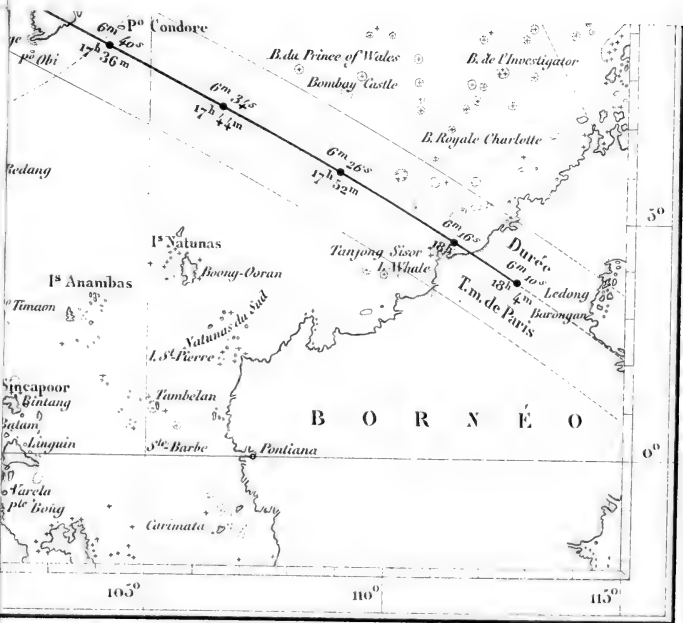 Pº Condore
6m 40s
17h 36m
Pº Obi
B. du Prince of Wales
B. de l'Investigator
Bombay Castle
6m 34s
17h 44m
B. Royale Charlotte
Redang
6m 26s
17h 52m
5º
6m 16s
18h
Durée
Is Natunas
Tanjong Sisor
I. Whale
Boong-Ooran
6m 10s
18h 4m
Ledong
T. m. de Paris
Barongan
Is Anambas
Timaon
Natunas du Sud
I. St Pierre
Sincapoor
Bintang
Tambelan
BORNÉO
Batam
Linguin
Ste-Barbe
Pontiana
0º
Varela
Pte Bong
Carimata
105º
110º
115º